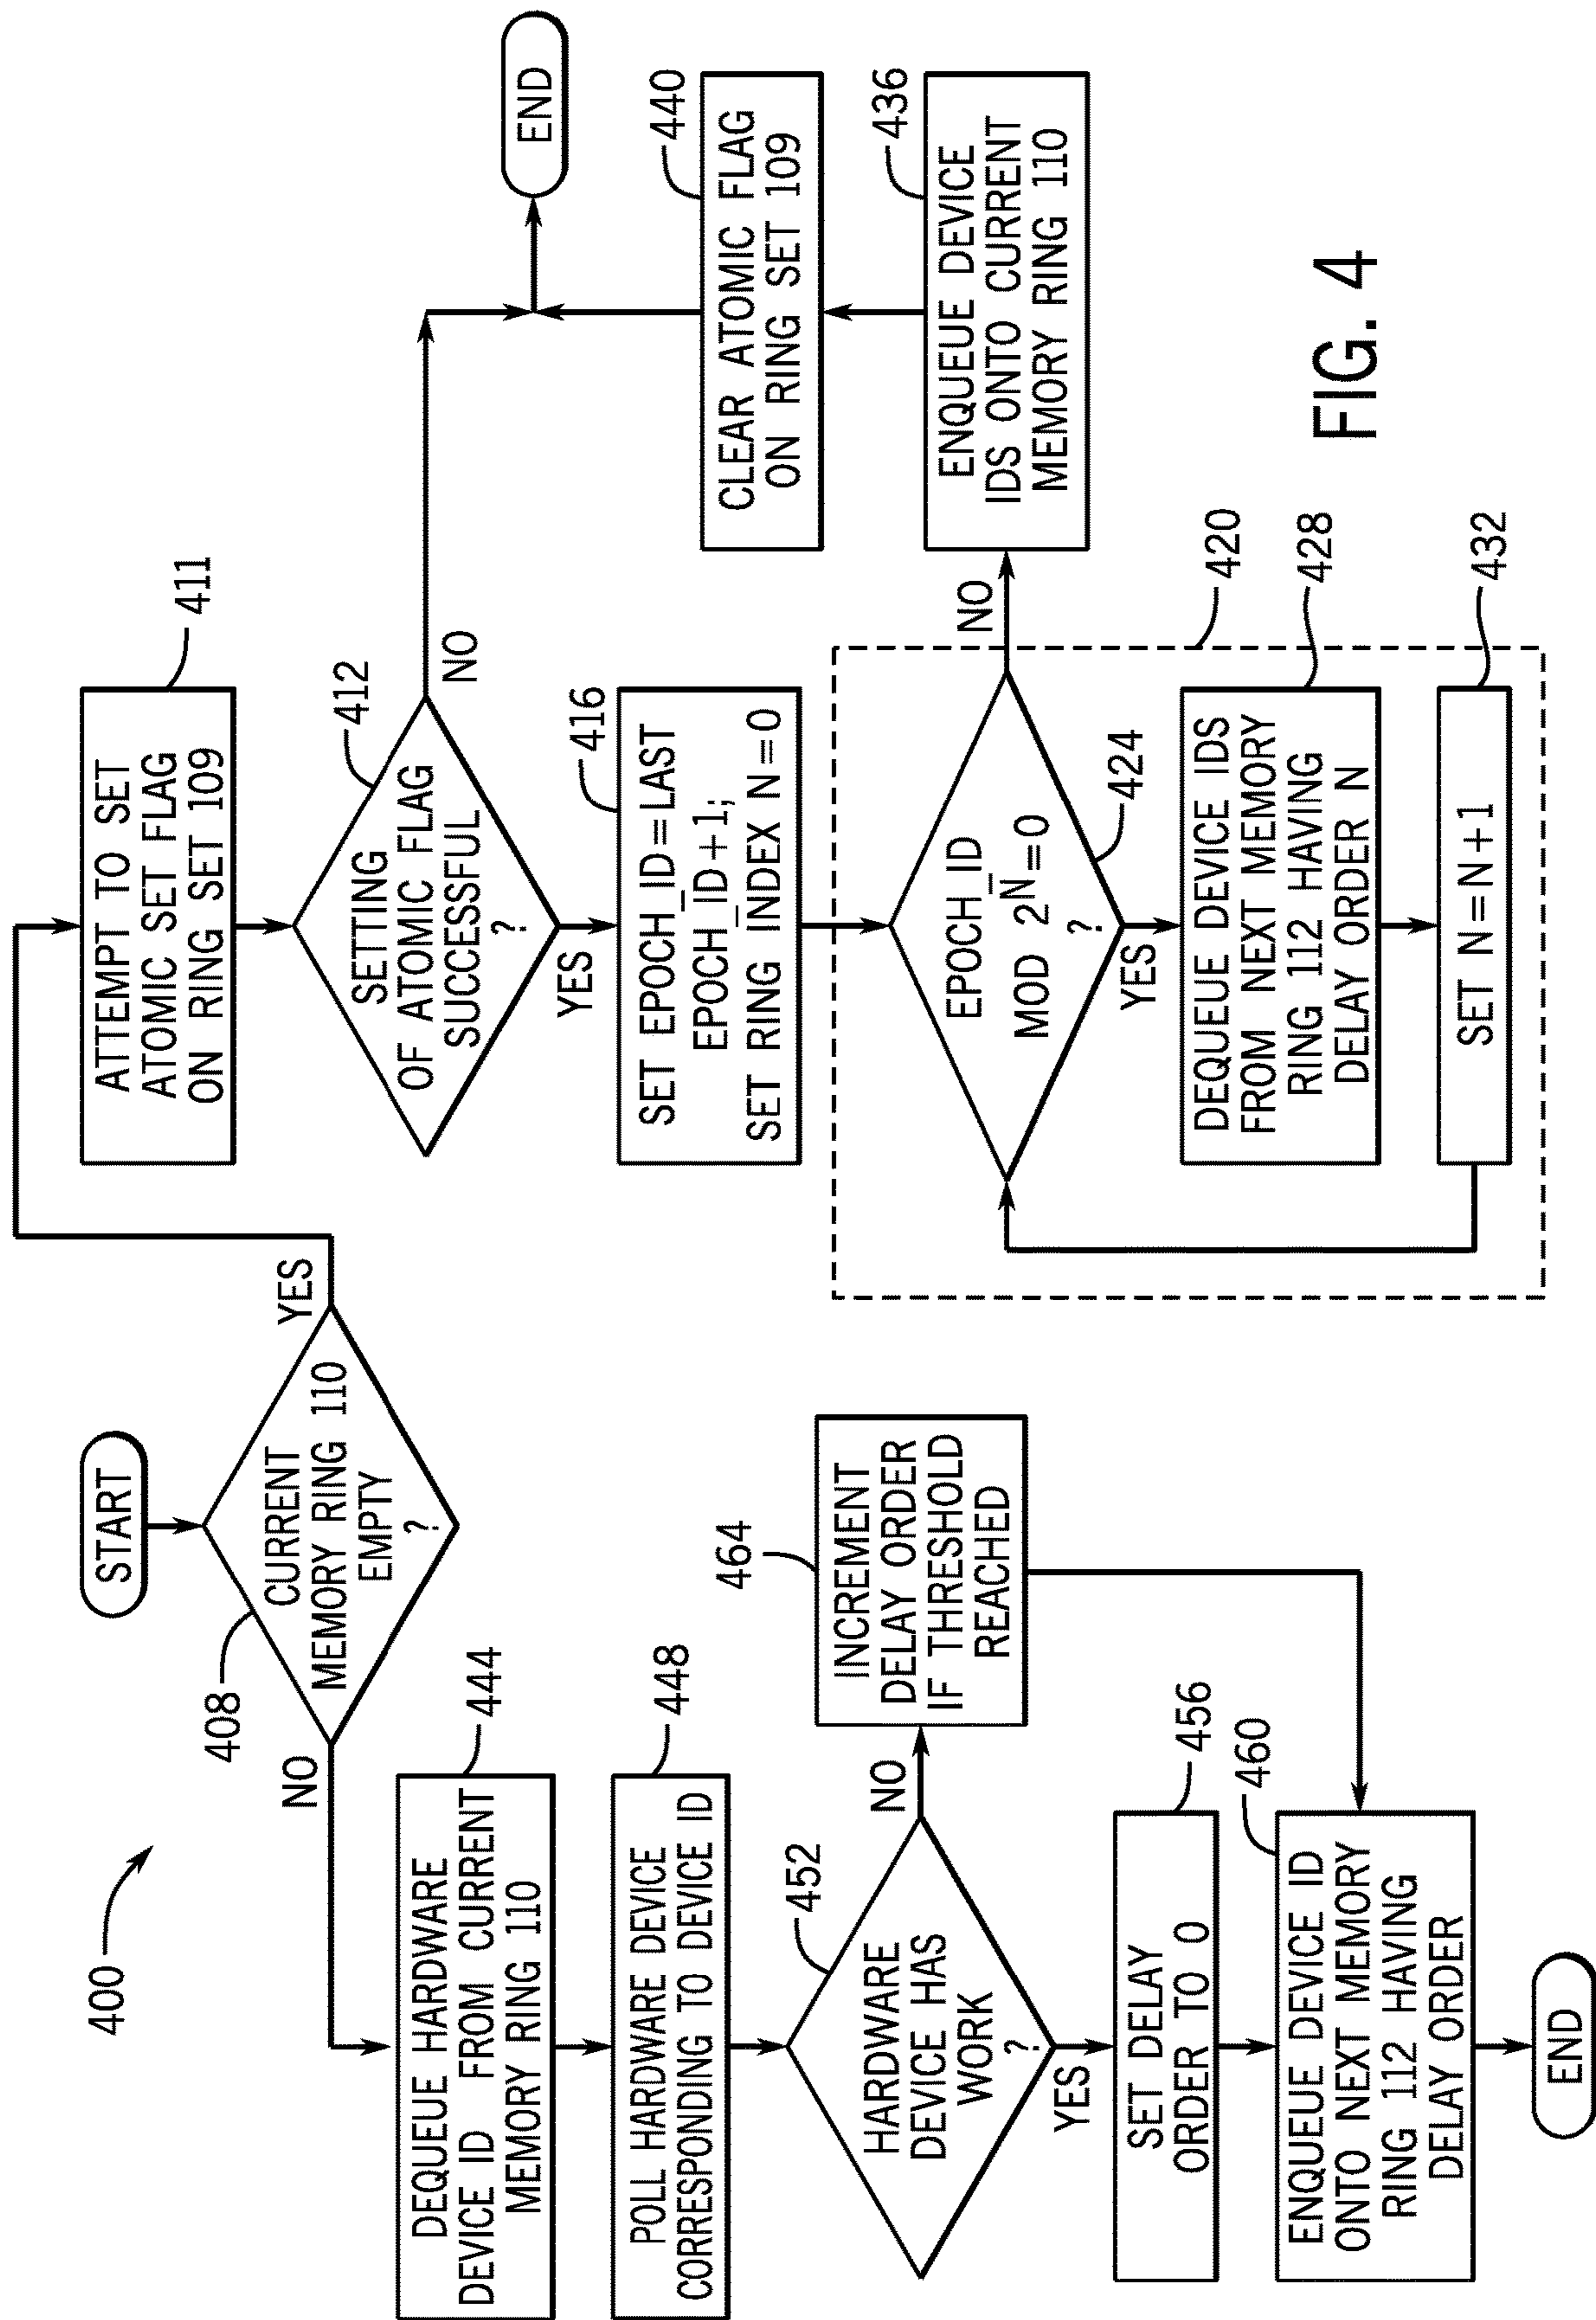 400
START
408
CURRENT
MEMORY RING 110
EMPTY
?
NO
YES
444
DEQUEUE HARDWARE
DEVICE ID FROM CURRENT
MEMORY RING 110
448
POLL HARDWARE DEVICE
CORRESPONDING TO DEVICE ID
452
HARDWARE
DEVICE HAS
WORK
?
NO
YES
464
INCREMENT
DELAY ORDER
IF THRESHOLD
REACHED
456
SET DELAY
ORDER TO 0
460
ENQUEUE DEVICE ID
ONTO NEXT MEMORY
RING 112 HAVING
DELAY ORDER
END
411
ATTEMPT TO SET
ATOMIC SET FLAG
ON RING SET 109
412
SETTING
OF ATOMIC FLAG
SUCCESSFUL
?
NO
YES
416
SET EPOCH_ID=LAST
EPOCH_ID+1;
SET RING INDEX N=0
EPOCH_ID
MOD 2^N=0
?
424
NO
YES
420
428
DEQUEUE DEVICE IDS
FROM NEXT MEMORY
RING 112 HAVING
DELAY ORDER N
432
SET N=N+1
436
ENQUEUE DEVICE
IDS ONTO CURRENT
MEMORY RING 110
440
CLEAR ATOMIC FLAG
ON RING SET 109
END
FIG. 4